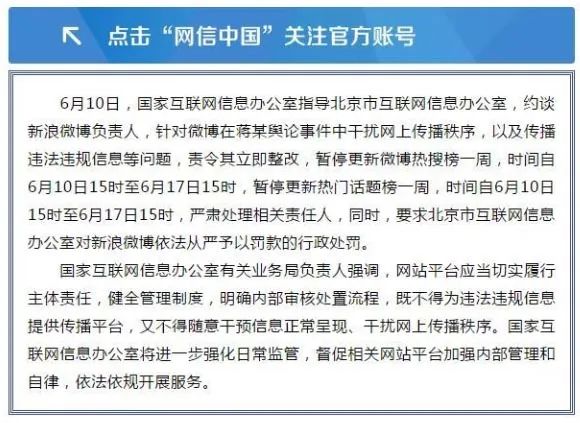 点击“网信中国”关注官方账号
6月10日，国家互联网信息办公室指导北京市互联网信息办公室，约谈
新浪微博负责人，针对微博在蒋某舆论事件中干扰网上传播秩序，以及传播
违法违规信息等问题，责令其立即整改，暂停更新微博热搜榜一周，时间自
6月10日15时至6月17日15时，暂停更新热门话题榜一周，时间自6月10日
15时至6月17日15时，严肃处理相关责任人，同时，要求北京市互联网信息
办公室对新浪微博依法从严予以罚款的行政处罚。
国家互联网信息办公室有关业务局负责人强调，网站平台应当切实履行
主体责任，健全管理制度，明确内部审核处置流程，既不得为违法违规信息
提供传播平台，又不得随意干预信息正常呈现、干扰网上传播秩序。国家互
联网信息办公室将进一步强化日常监管，督促相关网站平台加强内部管理和
自律，依法依规开展服务。